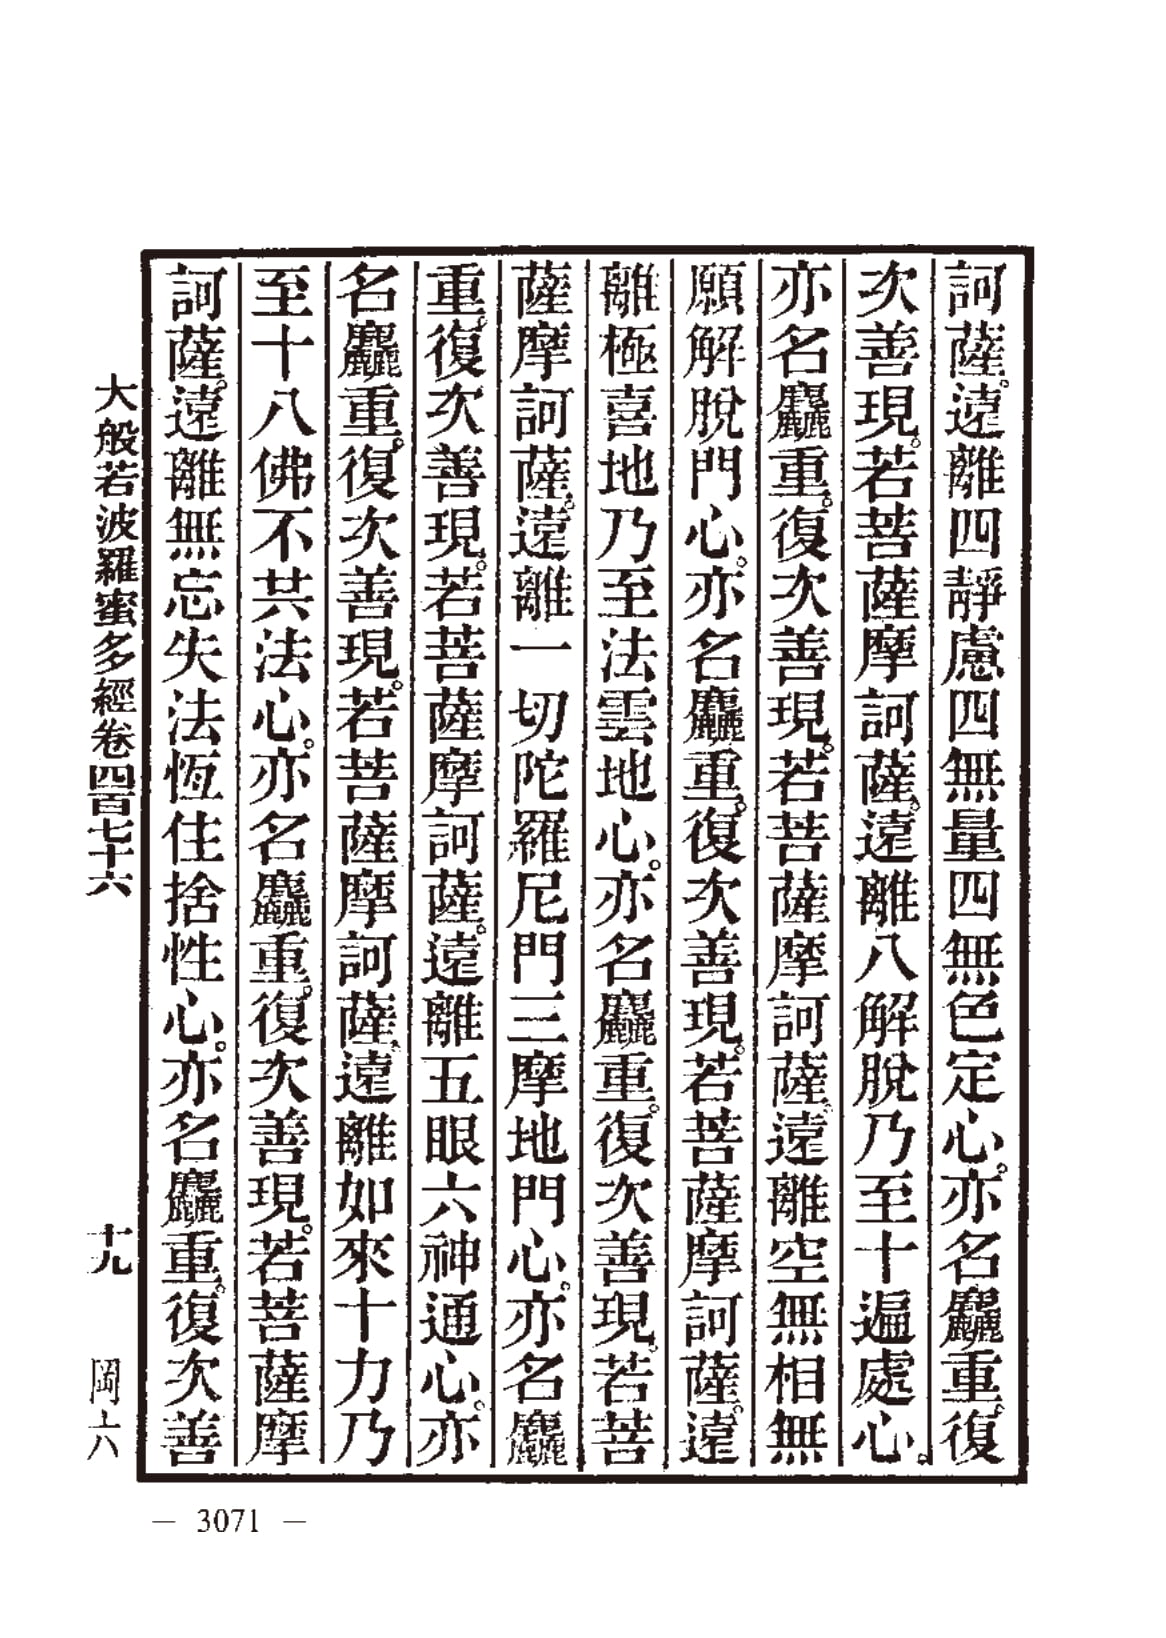 訶薩。遠離四靜慮四無量四無色定心。亦名麤重。復
次善現。若菩薩摩訶薩。遠離八解脫乃至十遍處心。
亦名麤重。復次善現。若菩薩摩訶薩。遠離空無相無
願解脫門心。亦名麤重。復次善現。若菩薩摩訶薩。遠
離極喜地乃至法雲地心。亦名麤重。復次善現。若菩
薩摩訶薩。遠離一切陀羅尼門三摩地門心。亦名麤
重。復次善現。若菩薩摩訶薩。遠離五眼六神通心。亦
名麤重。復次善現。若菩薩摩訶薩。遠離如來十力乃
至十八佛不共法心。亦名麤重。復次善現。若菩薩摩
訶薩。遠離無忘失法恆住捨性心。亦名麤重。復次善
大般若波羅蜜多經卷四百七十六 十九 岡六
— 3071 —